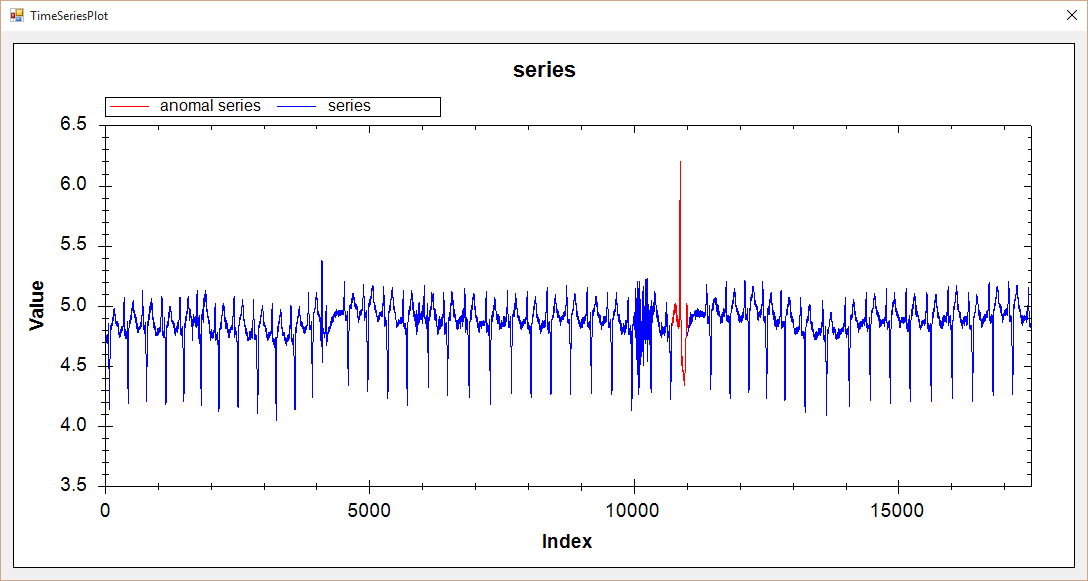 TimeSeriesPlot
series
anomal series series
6.5
6.0
5.5
5.0
4.5
4.0
3.5
Value
0 5000 10000 15000
Index